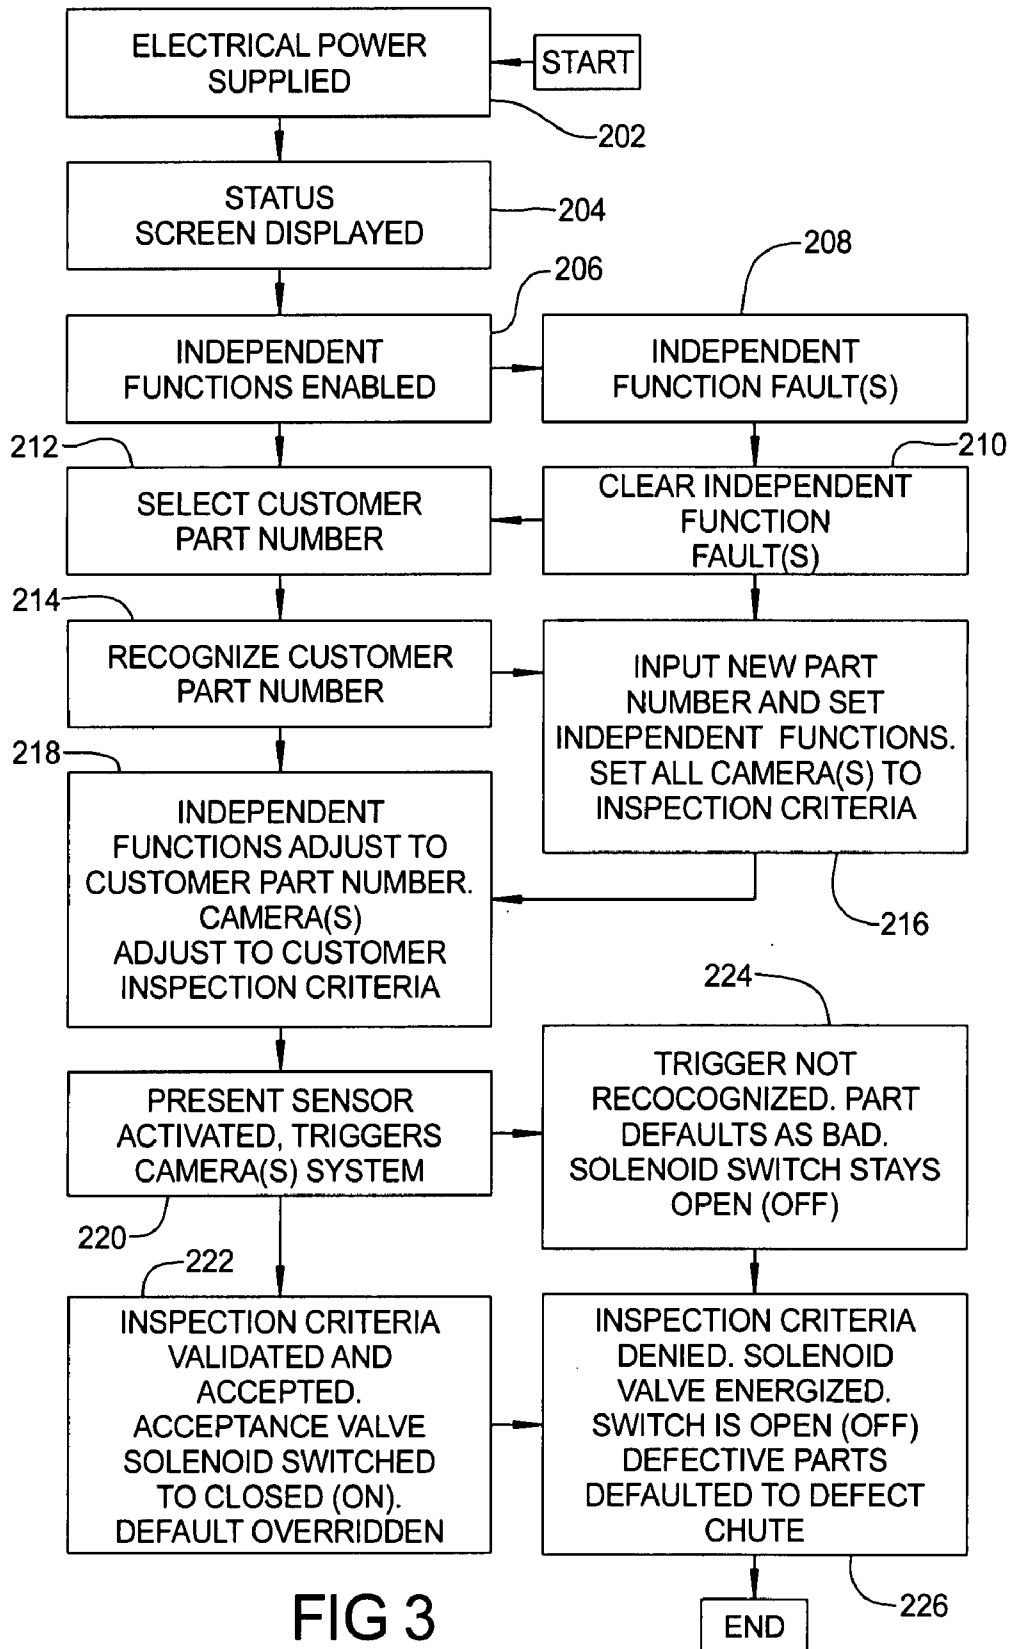 ELECTRICAL POWER
SUPPLIED
START
202
STATUS
SCREEN DISPLAYED
204
206
208
INDEPENDENT
FUNCTIONS ENABLED
INDEPENDENT
FUNCTION FAULT(S)
212
210
SELECT CUSTOMER
PART NUMBER
CLEAR INDEPENDENT
FUNCTION
FAULT(S)
214
RECOGNIZE CUSTOMER
PART NUMBER
INPUT NEW PART
NUMBER AND SET
INDEPENDENT FUNCTIONS.
SET ALL CAMERA(S) TO
INSPECTION CRITERIA
218
216
INDEPENDENT
FUNCTIONS ADJUST TO
CUSTOMER PART NUMBER.
CAMERA(S)
ADJUST TO CUSTOMER
INSPECTION CRITERIA
224
PRESENT SENSOR
ACTIVATED, TRIGGERS
CAMERA(S) SYSTEM
220
TRIGGER NOT
RECOCOGNIZED. PART
DEFAULTS AS BAD.
SOLENOID SWITCH STAYS
OPEN (OFF)
222
INSPECTION CRITERIA
VALIDATED AND
ACCEPTED.
ACCEPTANCE VALVE
SOLENOID SWITCHED
TO CLOSED (ON).
DEFAULT OVERRIDDEN
INSPECTION CRITERIA
DENIED. SOLENOID
VALVE ENERGIZED.
SWITCH IS OPEN (OFF)
DEFECTIVE PARTS
DEFAULTED TO DEFECT
CHUTE
226
END
FIG 3